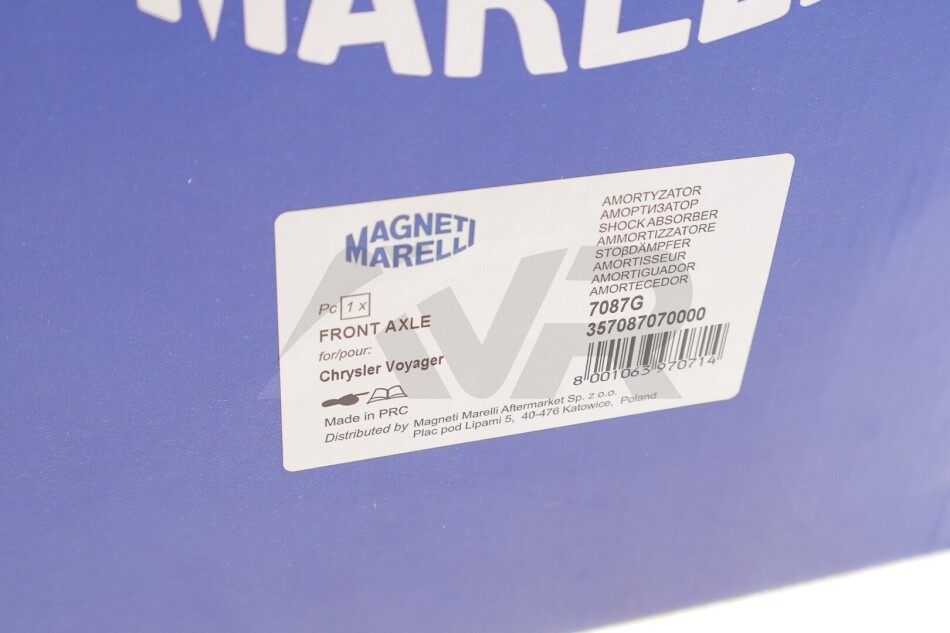 MARELLI
MAGNETI
MARELLI
Pc 1 x
FRONT AXLE
for/pour:
Chrysler Voyager
Made in PRC
Distributed by Magneti Marelli Aftermarket Sp. z o.o.
Plac pod Lipami 5, 40-476 Katowice, Poland
AMORTYZATOR
AMOPTИЗATOP
SHOCK ABSORBER
AMMORTIZZATORE
STOßDÄMPFER
AMORTISSEUR
AMORTIGUADOR
AMORTECEDOR
7087G
357087070000
8 001063 970714
AVR